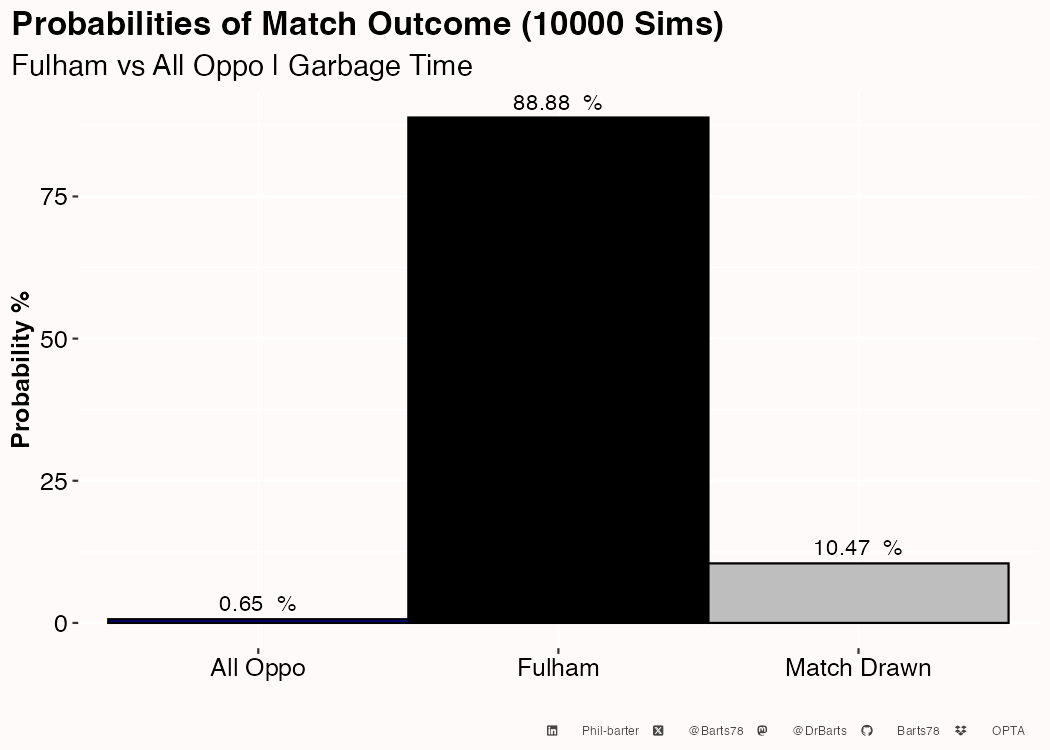 Probabilities of Match Outcome (10000 Sims)
Fulham vs All Oppo | Garbage Time
88.88 %
75
Probability %
50
25
10.47 %
0.65 %
0
All Oppo Fulham Match Drawn
Phil-barter @Barts78 @DrBarts Barts78 OPTA